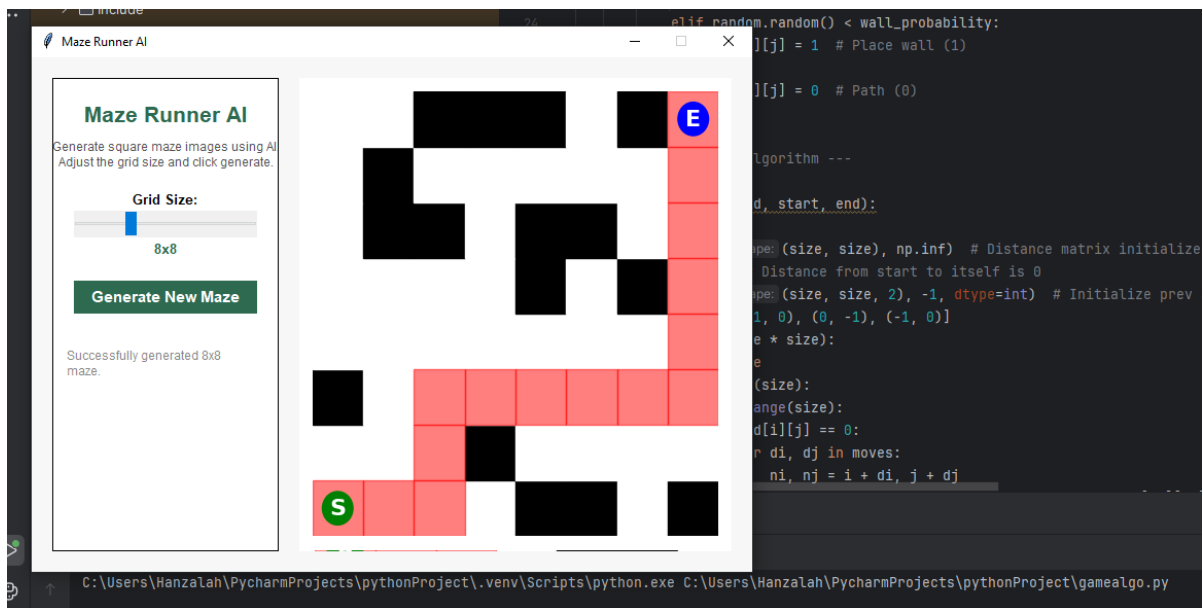 include
Maze Runner AI
Maze Runner AI
Generate square maze images using AI
Adjust the grid size and click generate.
Grid Size:
8x8
Generate New Maze
Successfully generated 8x8
maze.
E
S
24
elif random.random() < wall_probability:
][j] = 1  # Place wall (1)
][j] = 0  # Path (0)
lgorithm ---
d, start, end):
ape: (size, size), np.inf)  # Distance matrix initialize
Distance from start to itself is 0
ape: (size, size, 2), -1, dtype=int)  # Initialize prev
1, 0), (0, -1), (-1, 0)]
e * size):
e
(size):
ange(size):
d[i][j] == 0:
r di, dj in moves:
ni, nj = i + di, j + dj
C:\Users\Hanzalah\PycharmProjects\pythonProject\.venv\Scripts\python.exe C:\Users\Hanzalah\PycharmProjects\pythonProject\gamealgo.py